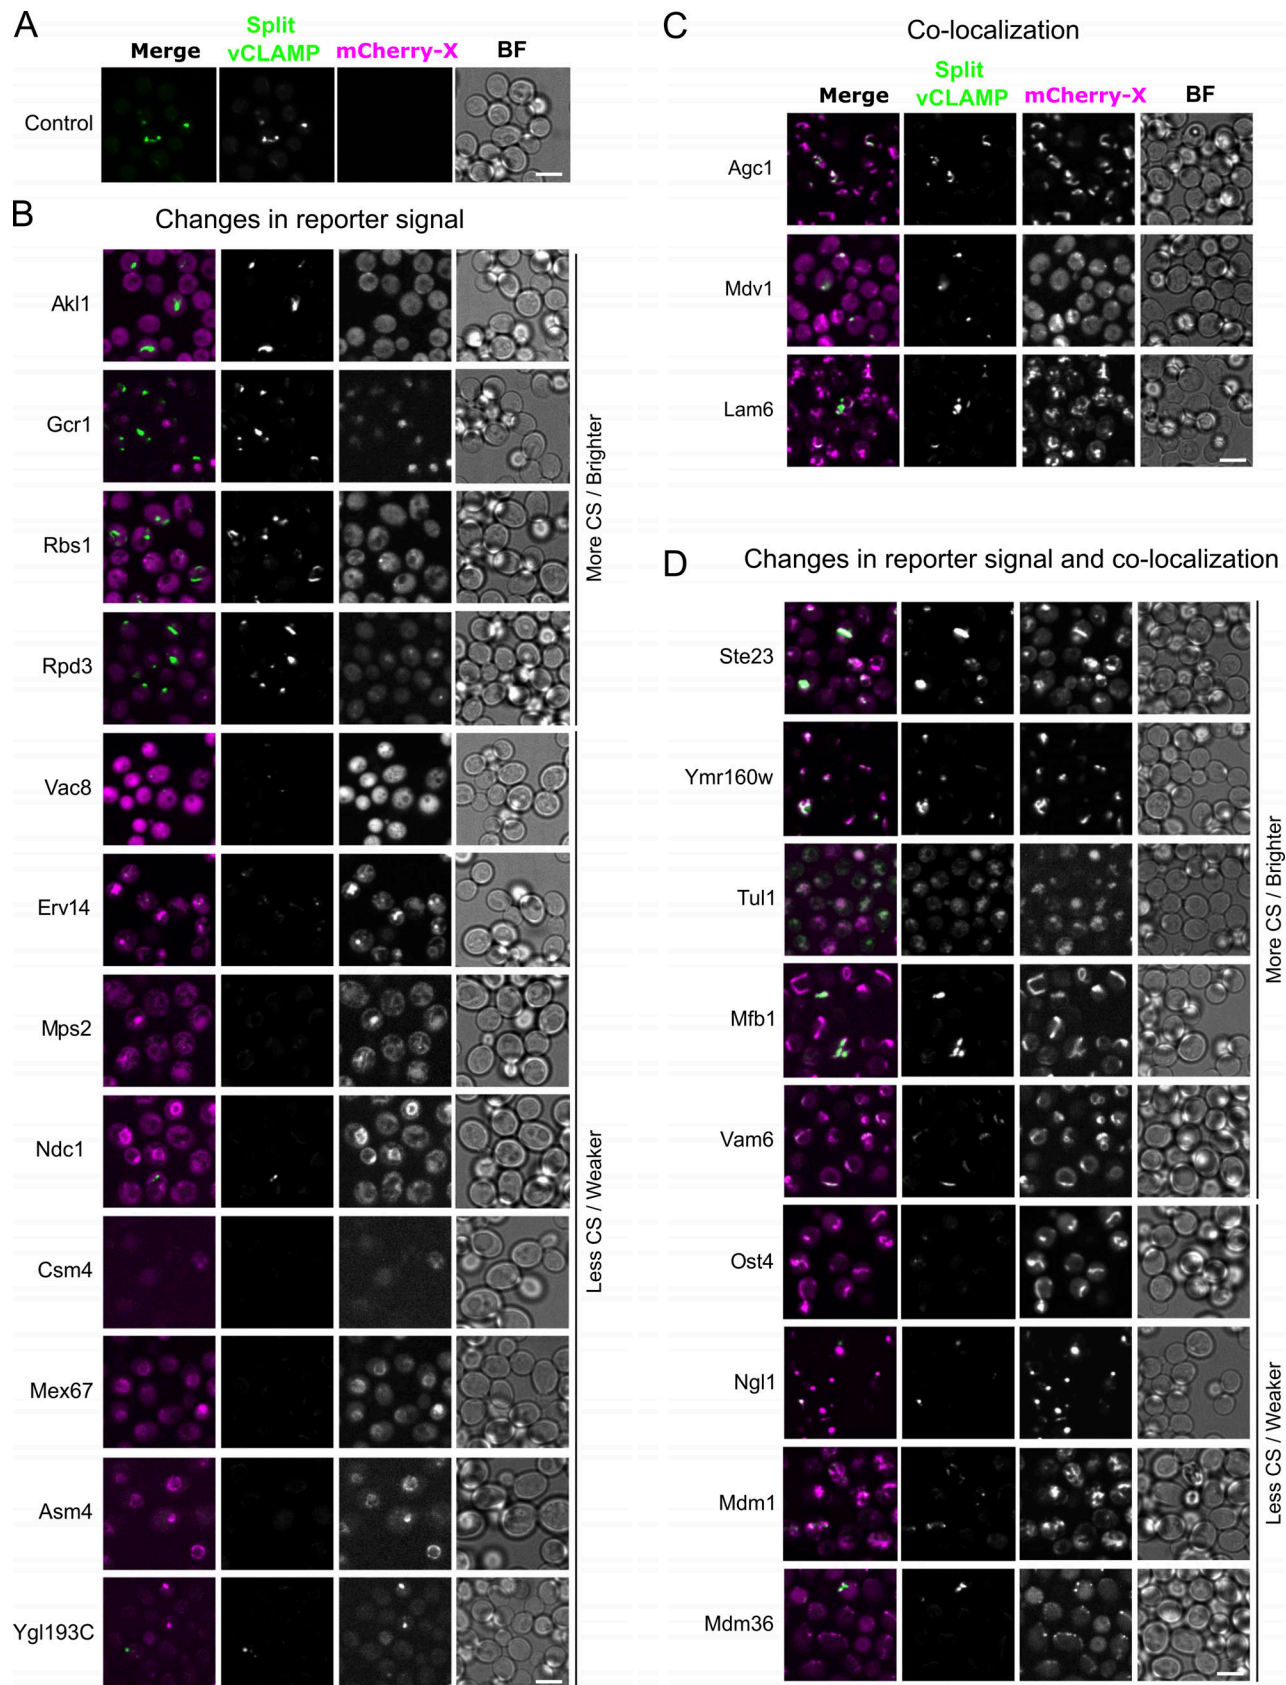 A
Split
Merge vCLAMP mCherry-X BF
Control
B
Changes in reporter signal
Akl1
Gcr1
Rbs1
Rpd3
More CS / Brighter
Vac8
Erv14
Mps2
Ndc1
Csm4
Mex67
Asm4
Ygl193C
Less CS / Weaker
C
Co-localization
Split
Merge vCLAMP mCherry-X BF
Agc1
Mdv1
Lam6
D
Changes in reporter signal and co-localization
Ste23
Ymr160w
Tul1
Mfb1
Vam6
More CS / Brighter
Ost4
Ngl1
Mdm1
Mdm36
Less CS / Weaker